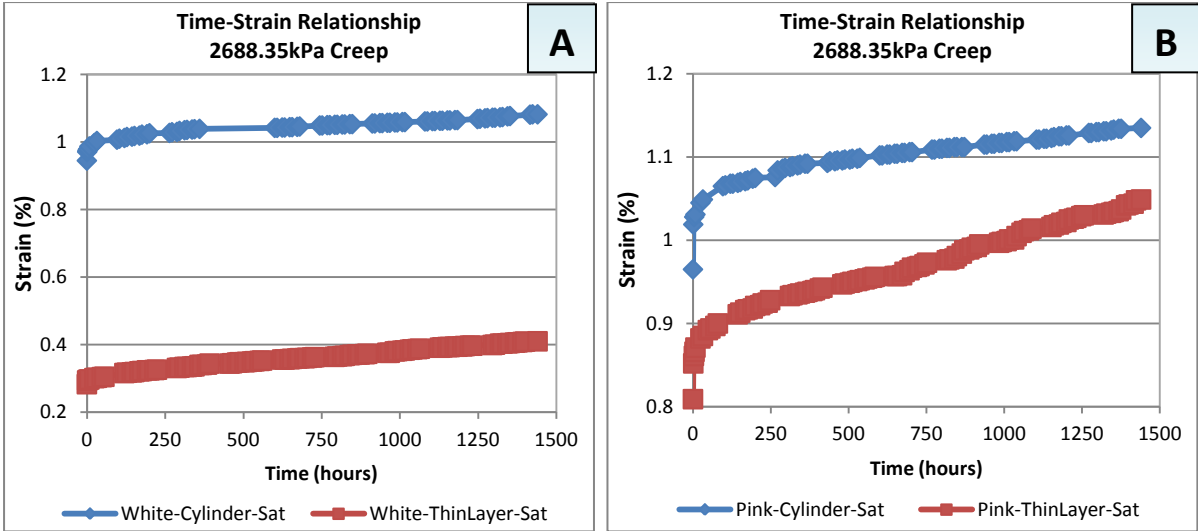 Time-Strain Relationship
2688.35kPa Creep
A
1.2
1
0.8
0.6
0.4
0.2
Strain (%)
0 250 500 750 1000 1250 1500
Time (hours)
White-Cylinder-Sat White-ThinLayer-Sat
Time-Strain Relationship
2688.35kPa Creep
B
1.2
1.1
1
0.9
0.8
Strain (%)
0 250 500 750 1000 1250 1500
Time (hours)
Pink-Cylinder-Sat Pink-ThinLayer-Sat